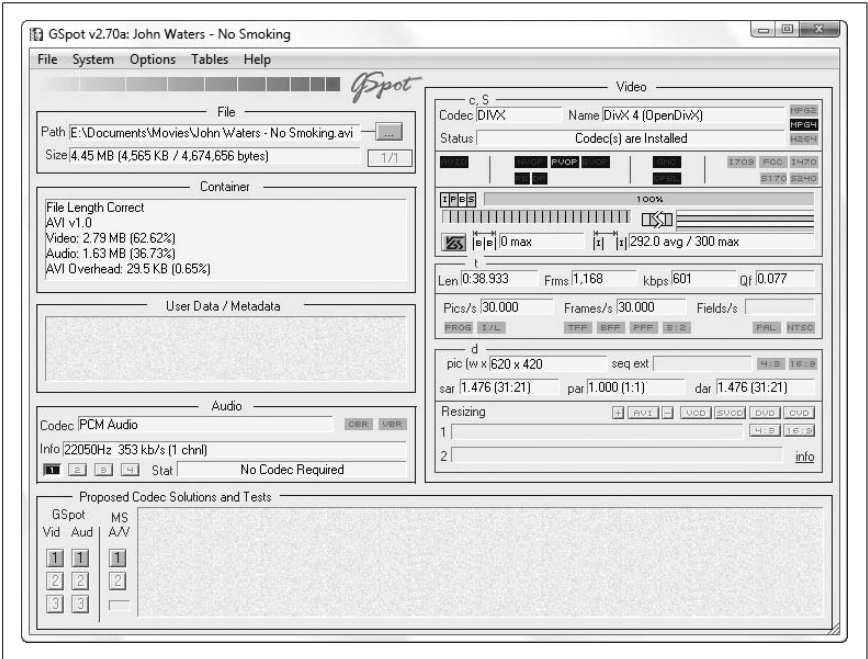 GSpot v2.70a: John Waters - No Smoking
File System Options Tables Help
GSpot
File
Path E:\Documents\Movies\John Waters - No Smoking.avi ...
Size 4.45 MB (4,565 KB / 4,674,656 bytes) 1/1
Container
File Length Correct
AVI v1.0
Video: 2.79 MB (62.62%)
Audio: 1.63 MB (36.73%)
AVI Overhead: 29.5 KB (0.65%)
User Data / Metadata
Audio
Codec PCM Audio CBR VBR
Info 22050Hz 353 kb/s (1 chnl)
1 2 3 4 Stat No Codec Required
Video
c, S
Codec DIVX Name DivX 4 (OpenDivX) MPG2
MPG4
Status Codec(s) are Installed H264
PVOP GMC I709 FCC I470
QPEL S170 S240
I P B S 100%
B B 0 max I I 292.0 avg / 300 max
t
Len 0:38.933 Frms 1,168 kbps 601 Qf 0.077
Pics/s 30.000 Frames/s 30.000 Fields/s
PROG I/L TFF BFF PFF 3:2 PAL NTSC
d
pic (w x 620 x 420 seq ext 4:3 16:9
sar 1.476 (31:21) par 1.000 (1:1) dar 1.476 (31:21)
Resizing + AVI - VCD SVCD DVD CVD
1 4:3 16:9
2 info
Proposed Codec Solutions and Tests
GSpot MS
Vid Aud A/V
1 1 1
2 2 2
3 3